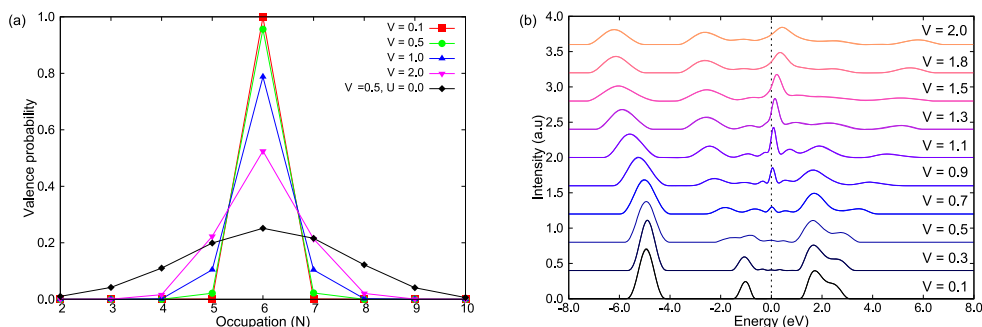 (a)
Valence probability
1.0
0.8
0.6
0.4
0.2
0.0
2 3 4 5 6 7 8 9 10
Occupation (N)
V = 0.1
V = 0.5
V = 1.0
V = 2.0
V =0.5, U = 0.0
(b)
Intensity (a.u)
4.0
3.5
3.0
2.5
2.0
1.5
1.0
0.5
0.0
-8.0 -6.0 -4.0 -2.0 0.0 2.0 4.0 6.0 8.0
Energy (eV)
V = 2.0
V = 1.8
V = 1.5
V = 1.3
V = 1.1
V = 0.9
V = 0.7
V = 0.5
V = 0.3
V = 0.1